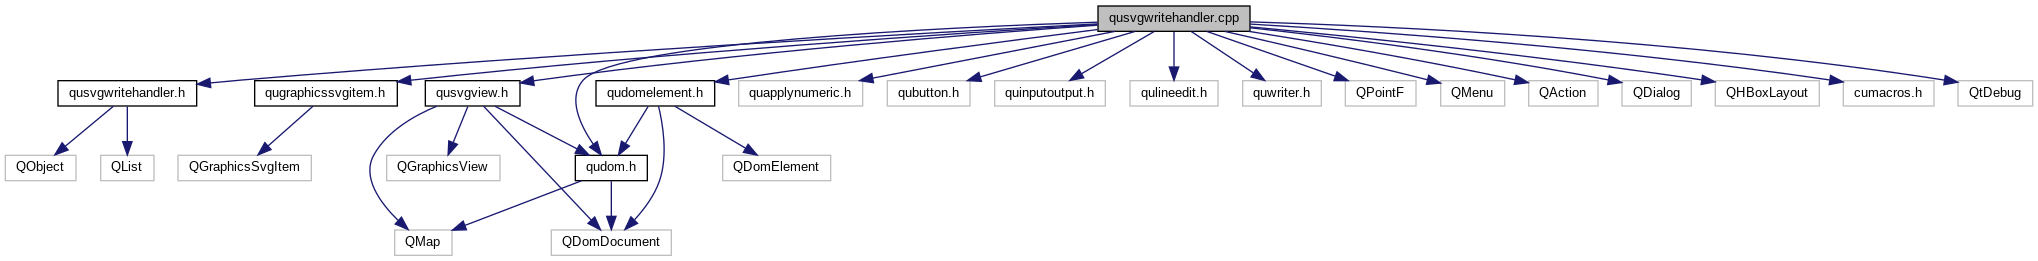 qusvgwritehandler.cpp
qusvgwritehandler.h
qugraphicssvgitem.h
qusvgview.h
qudomelement.h
quapplynumeric.h
qubutton.h
quinputoutput.h
qulineedit.h
quwriter.h
QPointF
QMenu
QAction
QDialog
QHBoxLayout
cumacros.h
QtDebug
QObject
QList
QGraphicsSvgItem
QGraphicsView
qudom.h
QDomElement
QMap
QDomDocument